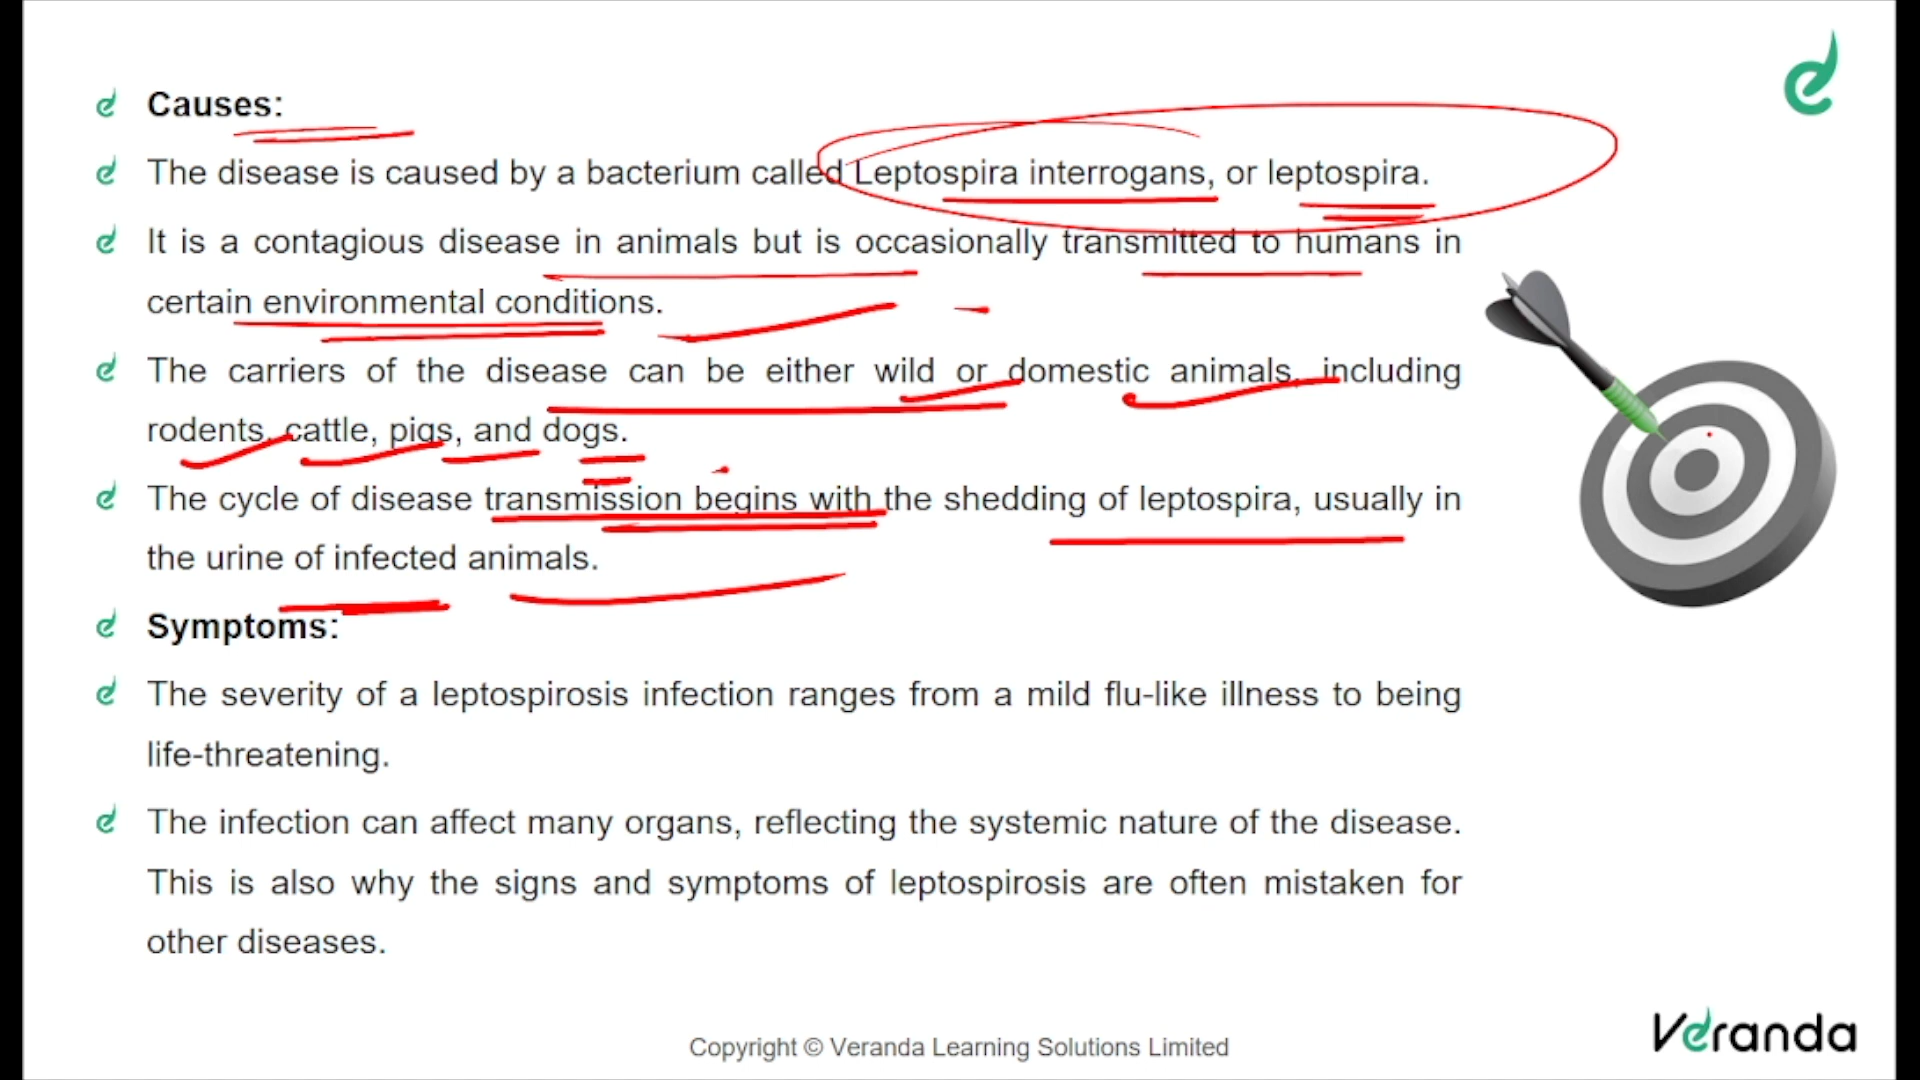 Causes:
The disease is caused by a bacterium called Leptospira interrogans, or leptospira.
It is a contagious disease in animals but is occasionally transmitted to humans in
certain environmental conditions.
The carriers of the disease can be either wild or domestic animals, including
rodents, cattle, pigs, and dogs.
The cycle of disease transmission begins with the shedding of leptospira, usually in
the urine of infected animals.
Symptoms:
The severity of a leptospirosis infection ranges from a mild flu-like illness to being
life-threatening.
The infection can affect many organs, reflecting the systemic nature of the disease.
This is also why the signs and symptoms of leptospirosis are often mistaken for
other diseases.
Copyright © Veranda Learning Solutions Limited
Veranda